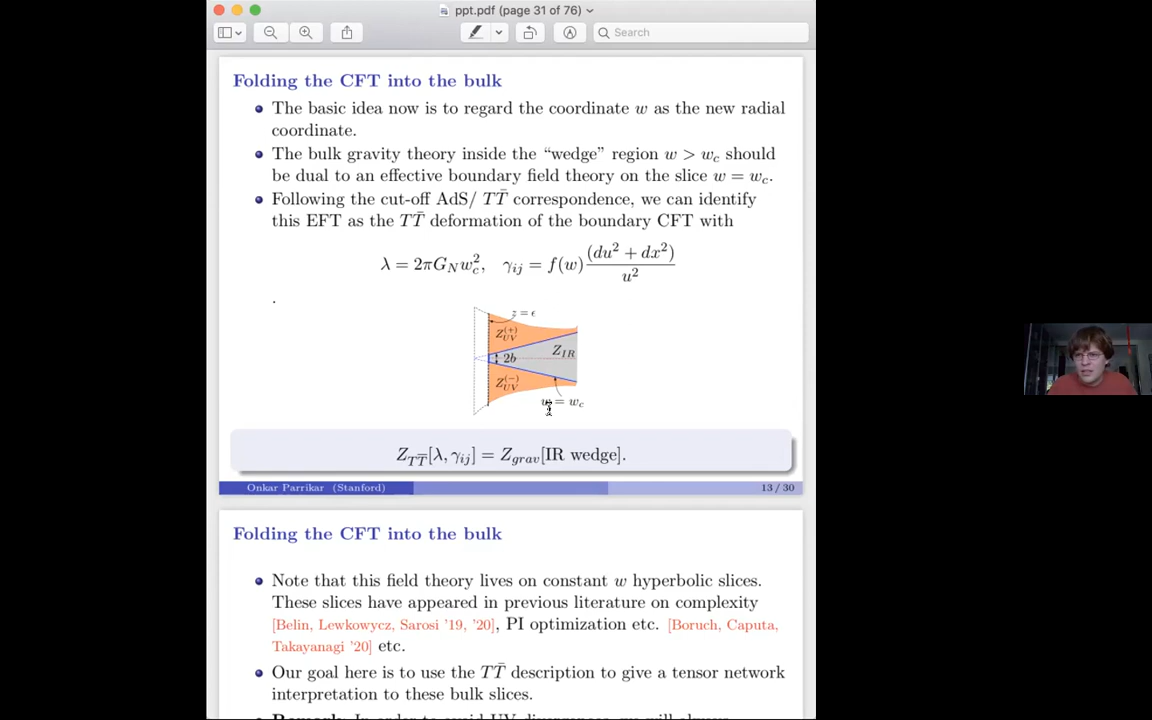 ppt.pdf (page 31 of 76)
Search
Folding the CFT into the bulk
The basic idea now is to regard the coordinate w as the new radial
coordinate.
The bulk gravity theory inside the “wedge” region w > w_c should
be dual to an effective boundary field theory on the slice w = w_c.
Following the cut-off AdS/ TT̄ correspondence, we can identify
this EFT as the TT̄ deformation of the boundary CFT with
λ = 2πG_N w_c^2, γ_ij = f(w) (du^2 + dx^2) / u^2
.
z = ϵ
Z_UV^(+)
Z_IR
2b
Z_UV^(−)
w = w_c
Z_TT̄[λ, γ_ij] = Z_grav[IR wedge].
Onkar Parrikar (Stanford)
13 / 30
Folding the CFT into the bulk
Note that this field theory lives on constant w hyperbolic slices.
These slices have appeared in previous literature on complexity
[Belin, Lewkowycz, Sarosi '19, '20], PI optimization etc. [Boruch, Caputa,
Takayanagi '20] etc.
Our goal here is to use the TT̄ description to give a tensor network
interpretation to these bulk slices.